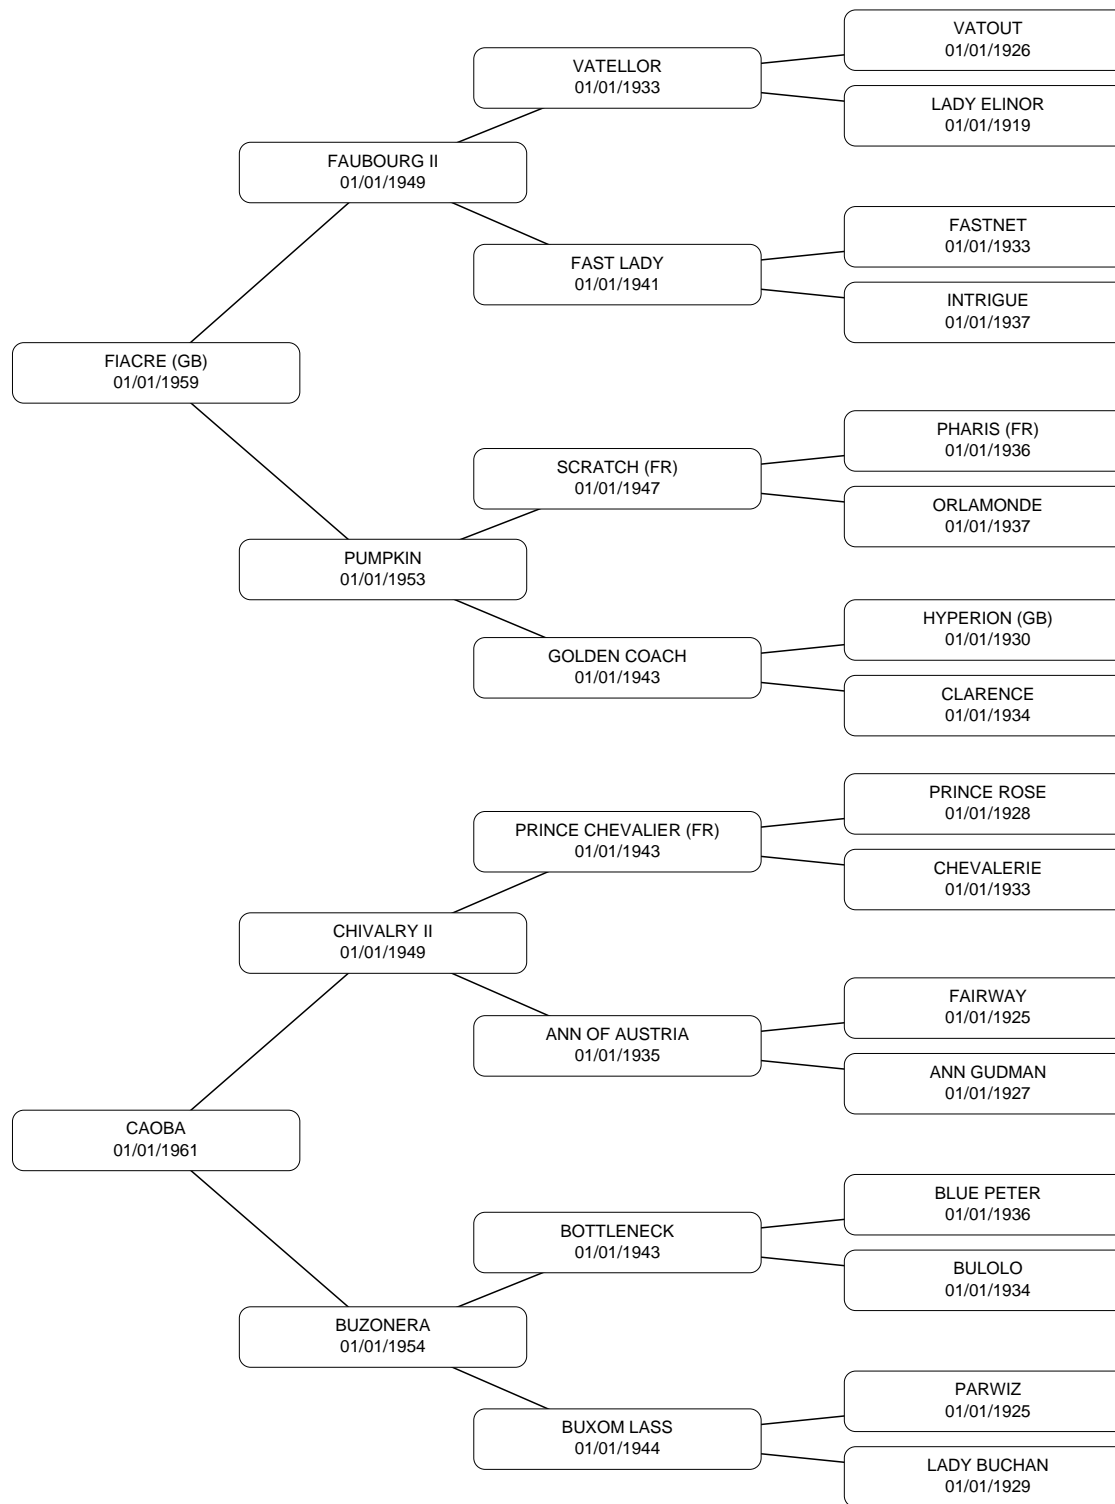 VATOUT
01/01/1926
VATELLOR
01/01/1933
LADY ELINOR
01/01/1919
FAUBOURG II
01/01/1949
FASTNET
01/01/1933
FAST LADY
01/01/1941
INTRIGUE
01/01/1937
FIACRE (GB)
01/01/1959
PHARIS (FR)
01/01/1936
SCRATCH (FR)
01/01/1947
ORLAMONDE
01/01/1937
PUMPKIN
01/01/1953
HYPERION (GB)
01/01/1930
GOLDEN COACH
01/01/1943
CLARENCE
01/01/1934
PRINCE ROSE
01/01/1928
PRINCE CHEVALIER (FR)
01/01/1943
CHEVALERIE
01/01/1933
CHIVALRY II
01/01/1949
FAIRWAY
01/01/1925
ANN OF AUSTRIA
01/01/1935
ANN GUDMAN
01/01/1927
CAOBA
01/01/1961
BLUE PETER
01/01/1936
BOTTLENECK
01/01/1943
BULOLO
01/01/1934
BUZONERA
01/01/1954
PARWIZ
01/01/1925
BUXOM LASS
01/01/1944
LADY BUCHAN
01/01/1929